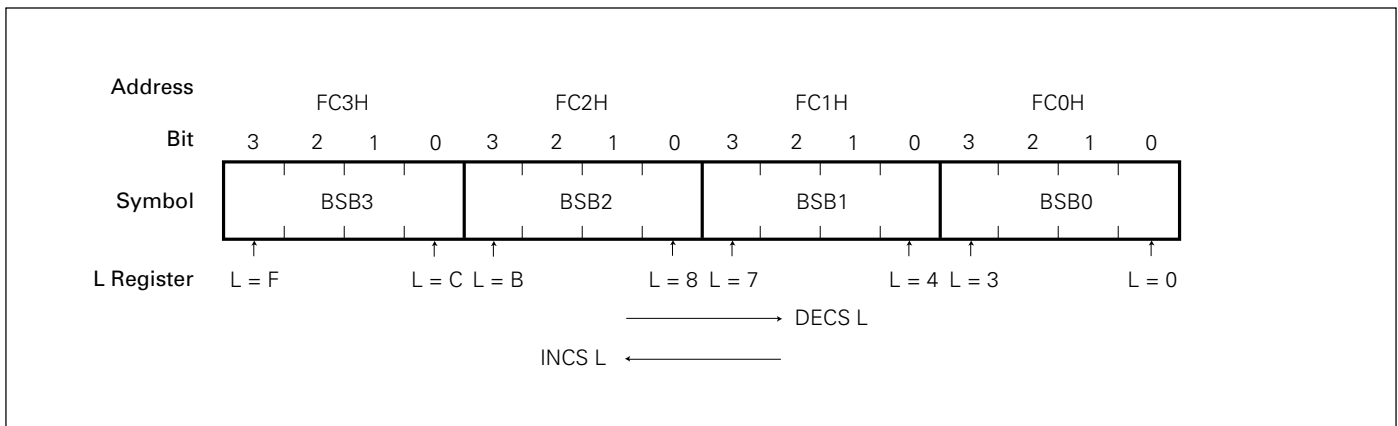 Address
FC3H FC2H FC1H FC0H
Bit 3 2 1 0 3 2 1 0 3 2 1 0 3 2 1 0
Symbol BSB3 BSB2 BSB1 BSB0
L Register L = F L = C L = B L = 8 L = 7 L = 4 L = 3 L = 0
DECS L
INCS L